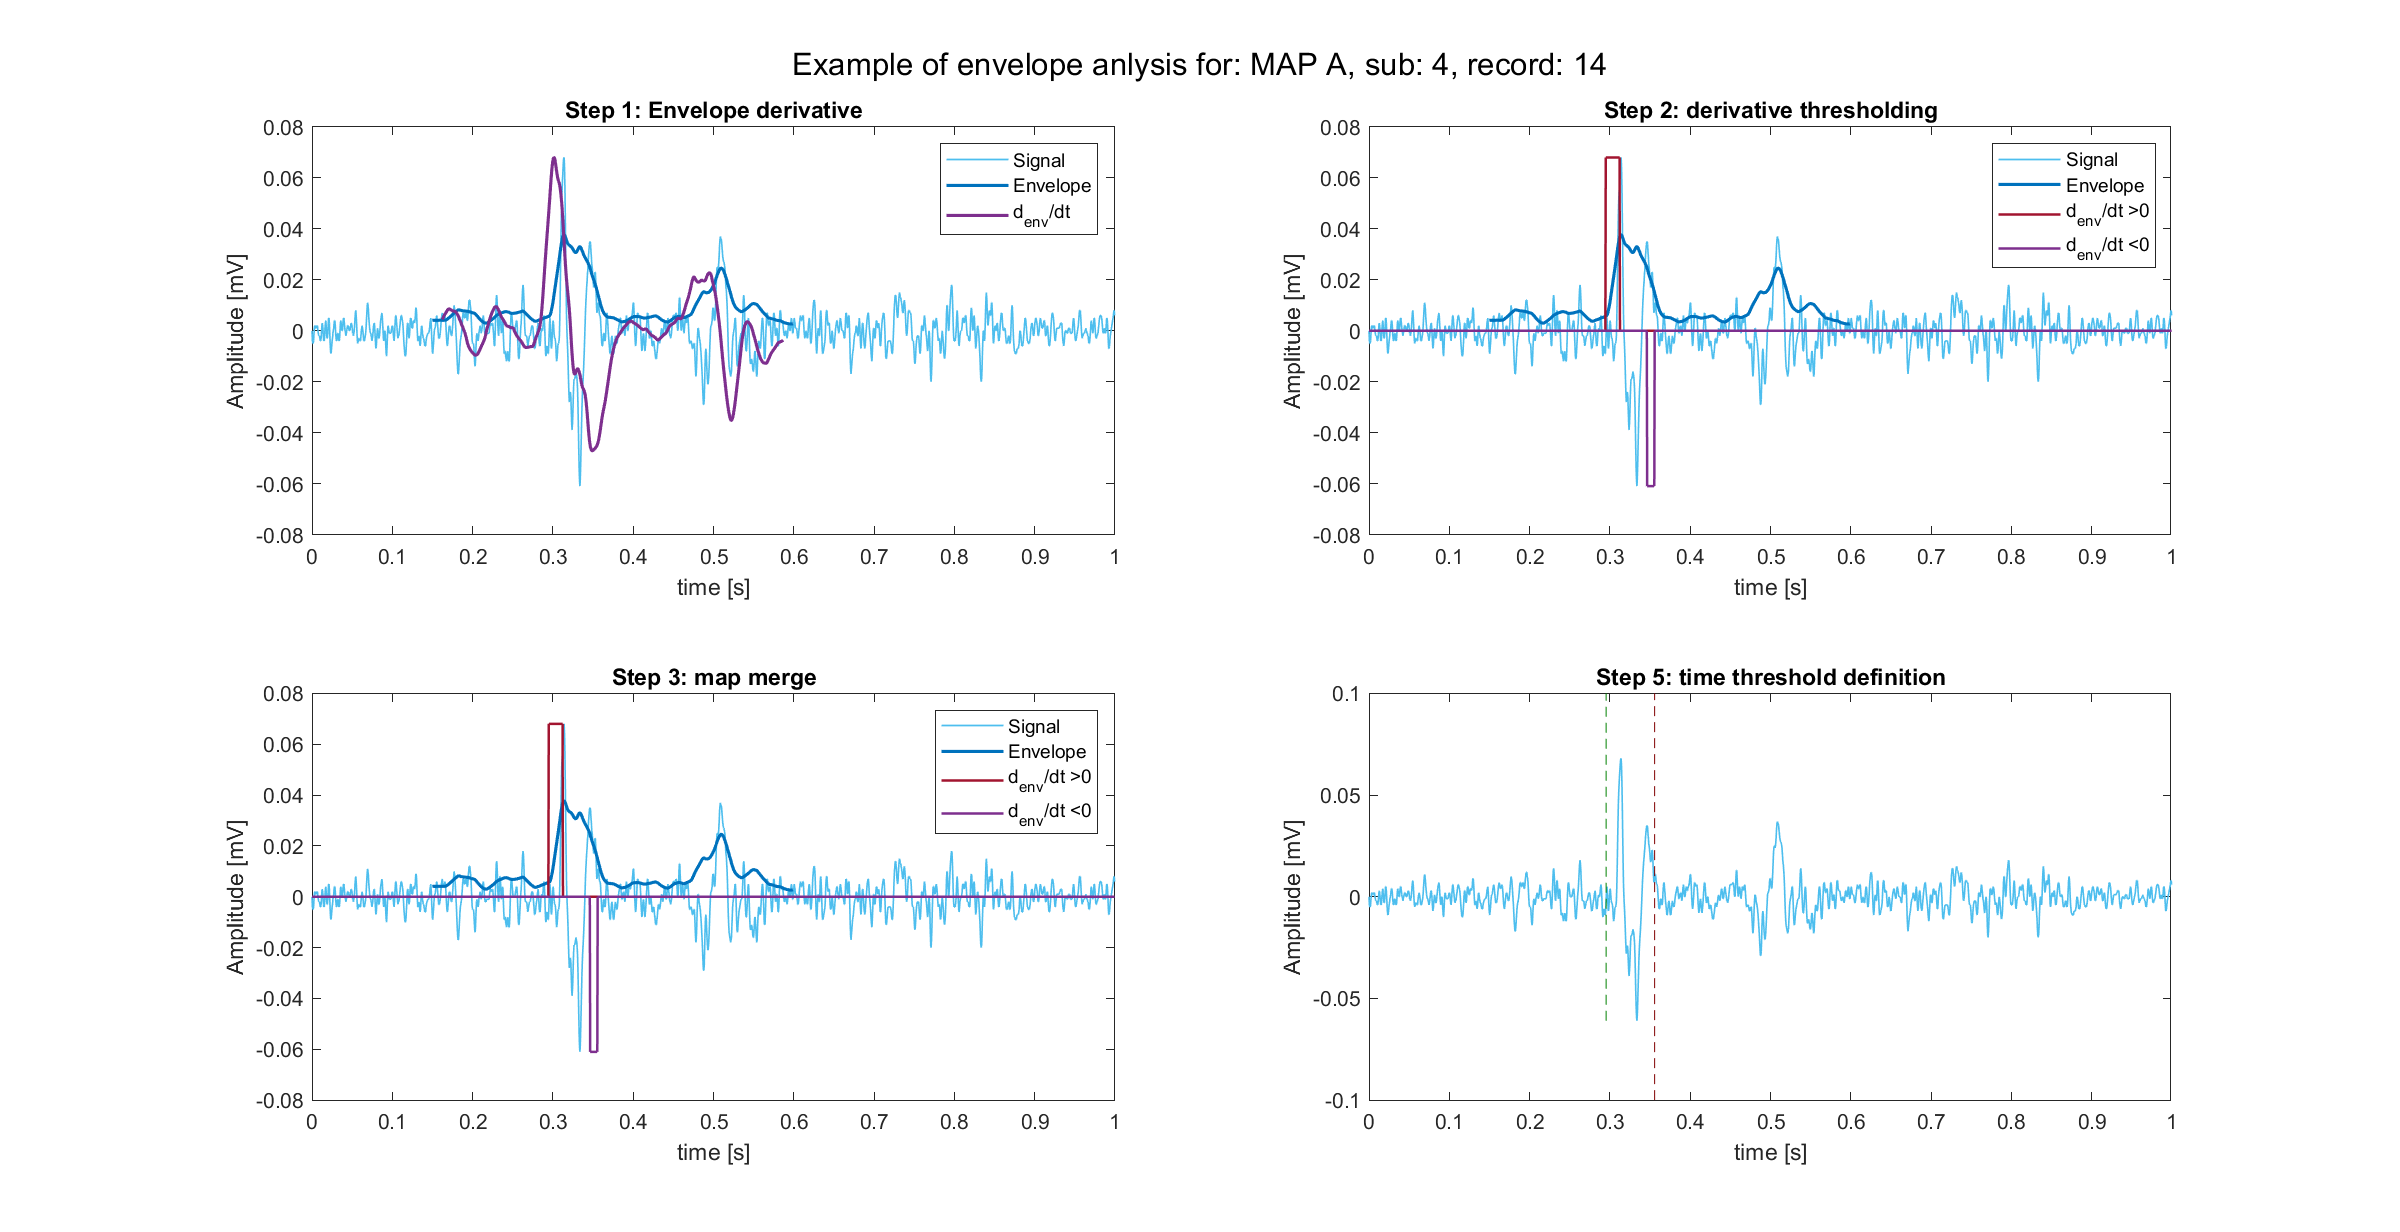 Example of envelope anlysis for: MAP A, sub: 4, record: 14
Step 1: Envelope derivative
0.08
0.06
0.04
0.02
0
-0.02
-0.04
-0.06
-0.08
Amplitude [mV]
Signal
Envelope
d_env/dt
0 0.1 0.2 0.3 0.4 0.5 0.6 0.7 0.8 0.9 1
time [s]
Step 2: derivative thresholding
0.08
0.06
0.04
0.02
0
-0.02
-0.04
-0.06
-0.08
Amplitude [mV]
Signal
Envelope
d_env/dt >0
d_env/dt <0
0 0.1 0.2 0.3 0.4 0.5 0.6 0.7 0.8 0.9 1
time [s]
Step 3: map merge
0.08
0.06
0.04
0.02
0
-0.02
-0.04
-0.06
-0.08
Amplitude [mV]
Signal
Envelope
d_env/dt >0
d_env/dt <0
0 0.1 0.2 0.3 0.4 0.5 0.6 0.7 0.8 0.9 1
time [s]
Step 5: time threshold definition
0.1
0.05
0
-0.05
-0.1
Amplitude [mV]
0 0.1 0.2 0.3 0.4 0.5 0.6 0.7 0.8 0.9 1
time [s]